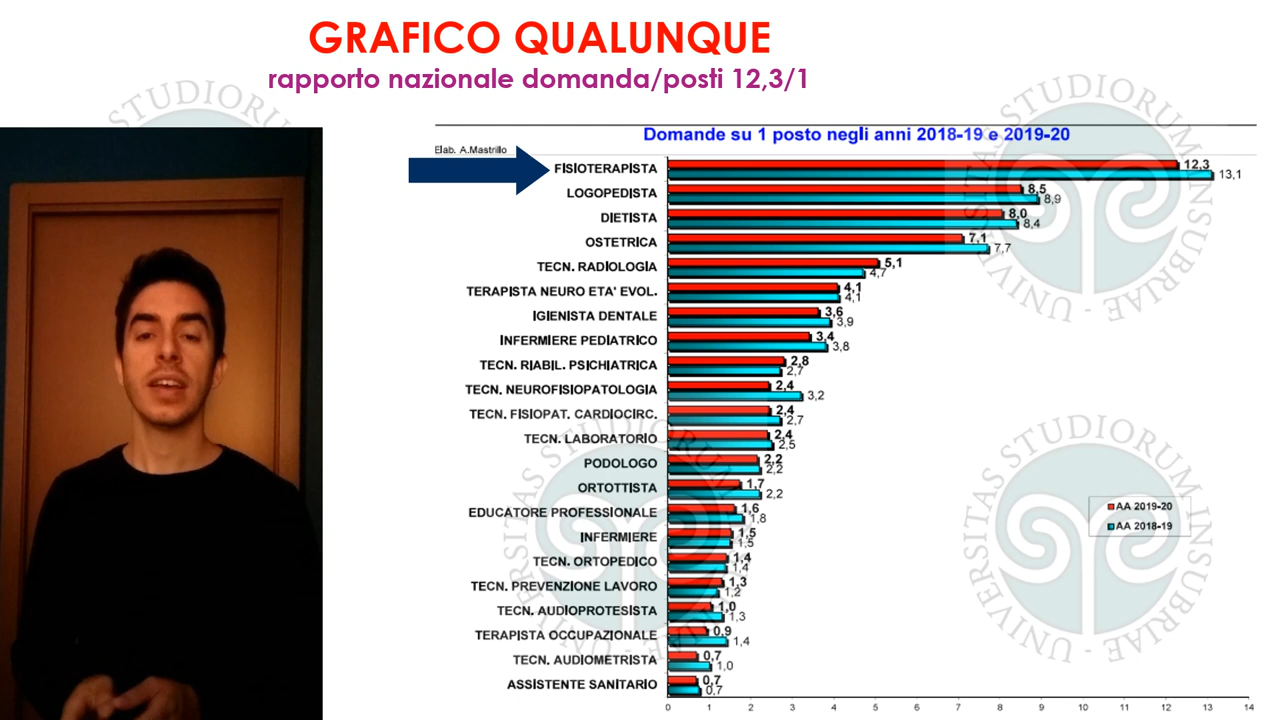 GRAFICO QUALUNQUE
rapporto nazionale domanda/posti 12,3/1
Domande su 1 posto negli anni 2018-19 e 2019-20
Elab. A.Mastrillo
FISIOTERAPISTA 12,3 13,1
LOGOPEDISTA 8,5 8,9
DIETISTA 8,0 8,4
OSTETRICA 7,1 7,7
TECN. RADIOLOGIA 5,1 4,7
TERAPISTA NEURO ETA' EVOL. 4,1 4,1
IGIENISTA DENTALE 3,6 3,9
INFERMIERE PEDIATRICO 3,4 3,8
TECN. RIABIL. PSICHIATRICA 2,8 2,7
TECN. NEUROFISIOPATOLOGIA 2,4 3,2
TECN. FISIOPAT. CARDIOCIRC. 2,4 2,7
TECN. LABORATORIO 2,4 2,5
PODOLOGO 2,2 2,2
ORTOTTISTA 1,7 2,2
EDUCATORE PROFESSIONALE 1,6 1,8
INFERMIERE 1,5 1,5
TECN. ORTOPEDICO 1,4 1,4
TECN. PREVENZIONE LAVORO 1,3 1,2
TECN. AUDIOPROTESISTA 1,0 1,3
TERAPISTA OCCUPAZIONALE 0,9 1,4
TECN. AUDIOMETRISTA 0,7 1,0
ASSISTENTE SANITARIO 0,7 0,7
AA 2019-20
AA 2018-19
0 1 2 3 4 5 6 7 8 9 10 11 12 13 14
STUDIORU
UNIVERSITAS STUDIORUM INSUBRIAE
UNIVERSITAS STUDIORUM INSUBRIAE
UNIVERSITAS STUDIORUM INSUBRIAE